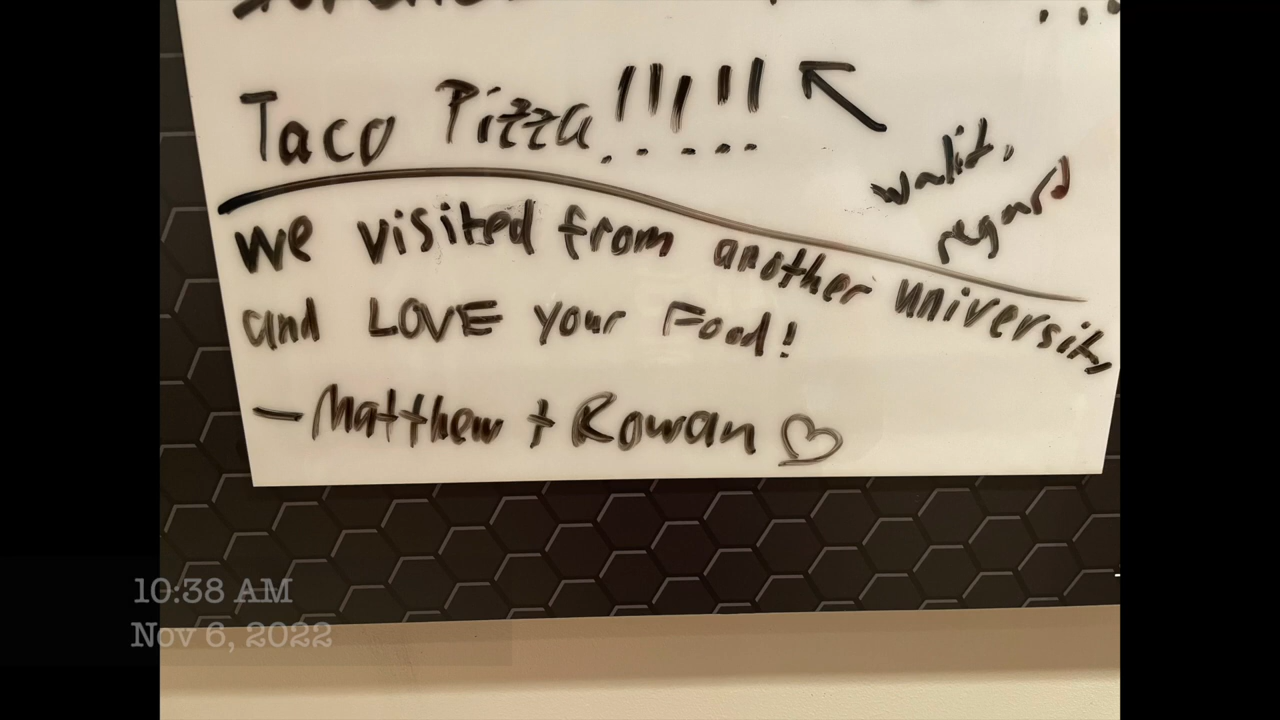 Taco Pizza!!!!!
walit,
regard
we visited from another university
and LOVE your Food!
- Matthew + Rowan ♡
10:38 AM
Nov 6, 2022